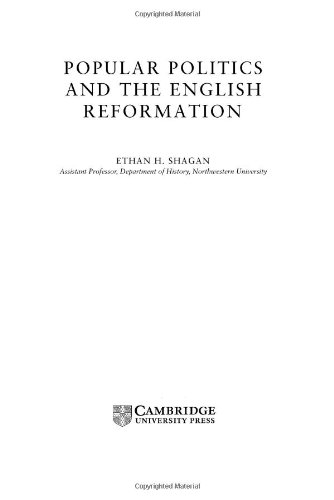 Copyrighted Material
POPULAR POLITICS
AND THE ENGLISH
REFORMATION
ETHAN H. SHAGAN
Assistant Professor, Department of History, Northwestern University
CAMBRIDGE
UNIVERSITY PRESS
Copyrighted Material